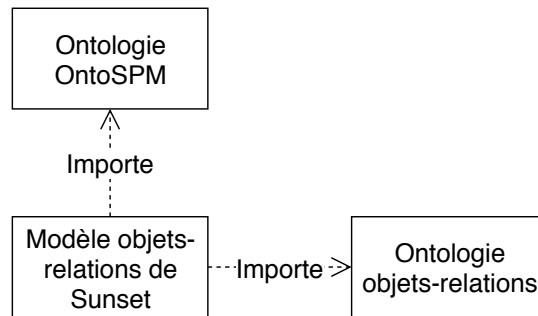 Ontologie
OntoSPM
Importe
Modèle objets-
relations de
Sunset
Importe
Ontologie
objets-relations